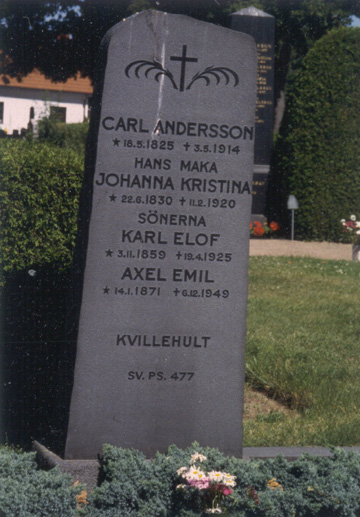 CARL ANDERSSON
* 18.5.1825 † 3.5.1914
HANS MAKA
JOHANNA KRISTINA
* 22.6.1830 † 11.2.1920
SÖNERNA
KARL ELOF
* 3.11.1859 † 19.4.1925
AXEL EMIL
* 14.1.1871 † 6.12.1949
KVILLEHULT
SV. PS. 477